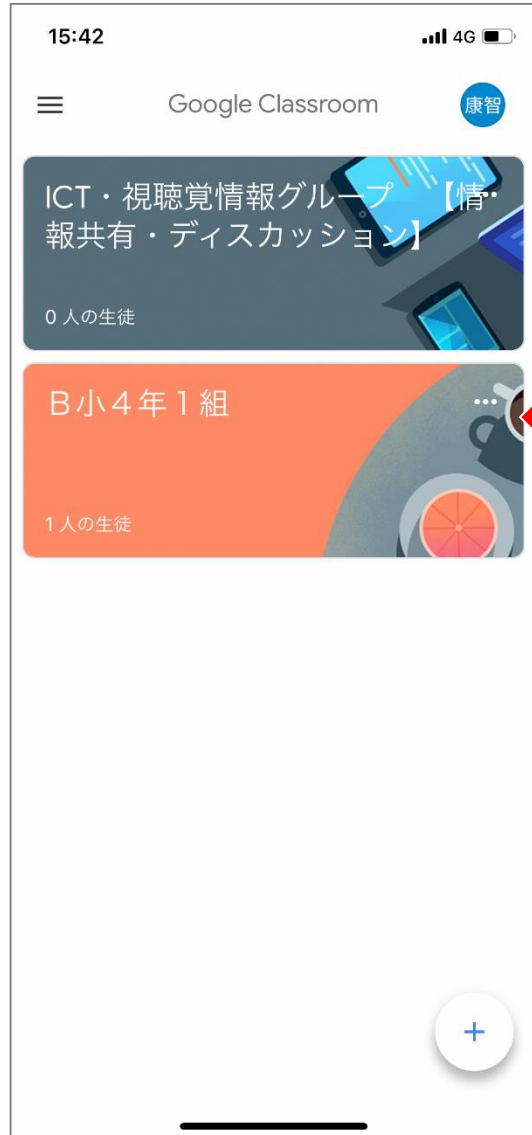 15:42 4G
Google Classroom 康智
ICT・視聴覚情報グループ 【情
報共有・ディスカッション】
0 人の生徒
B小４年１組
1 人の生徒